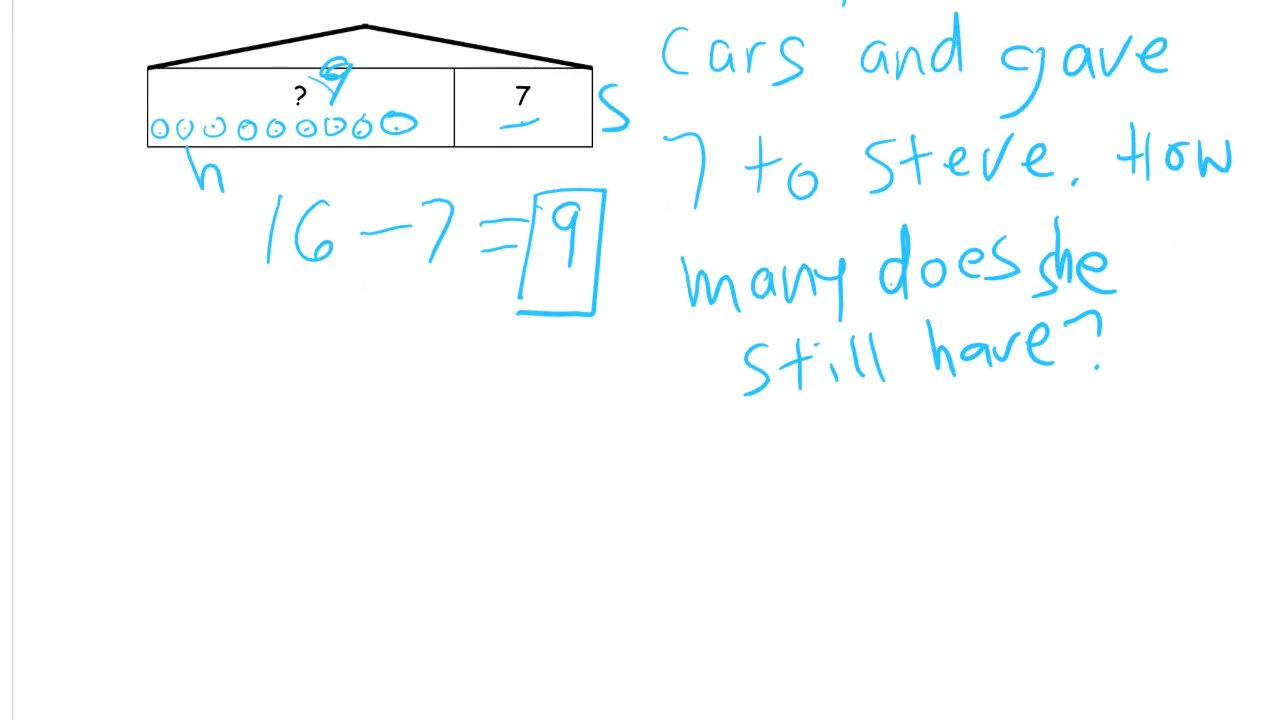 ? 9
7
S
h
16 - 7 = 9
cars and gave
7 to Steve. How
many does she
still have?